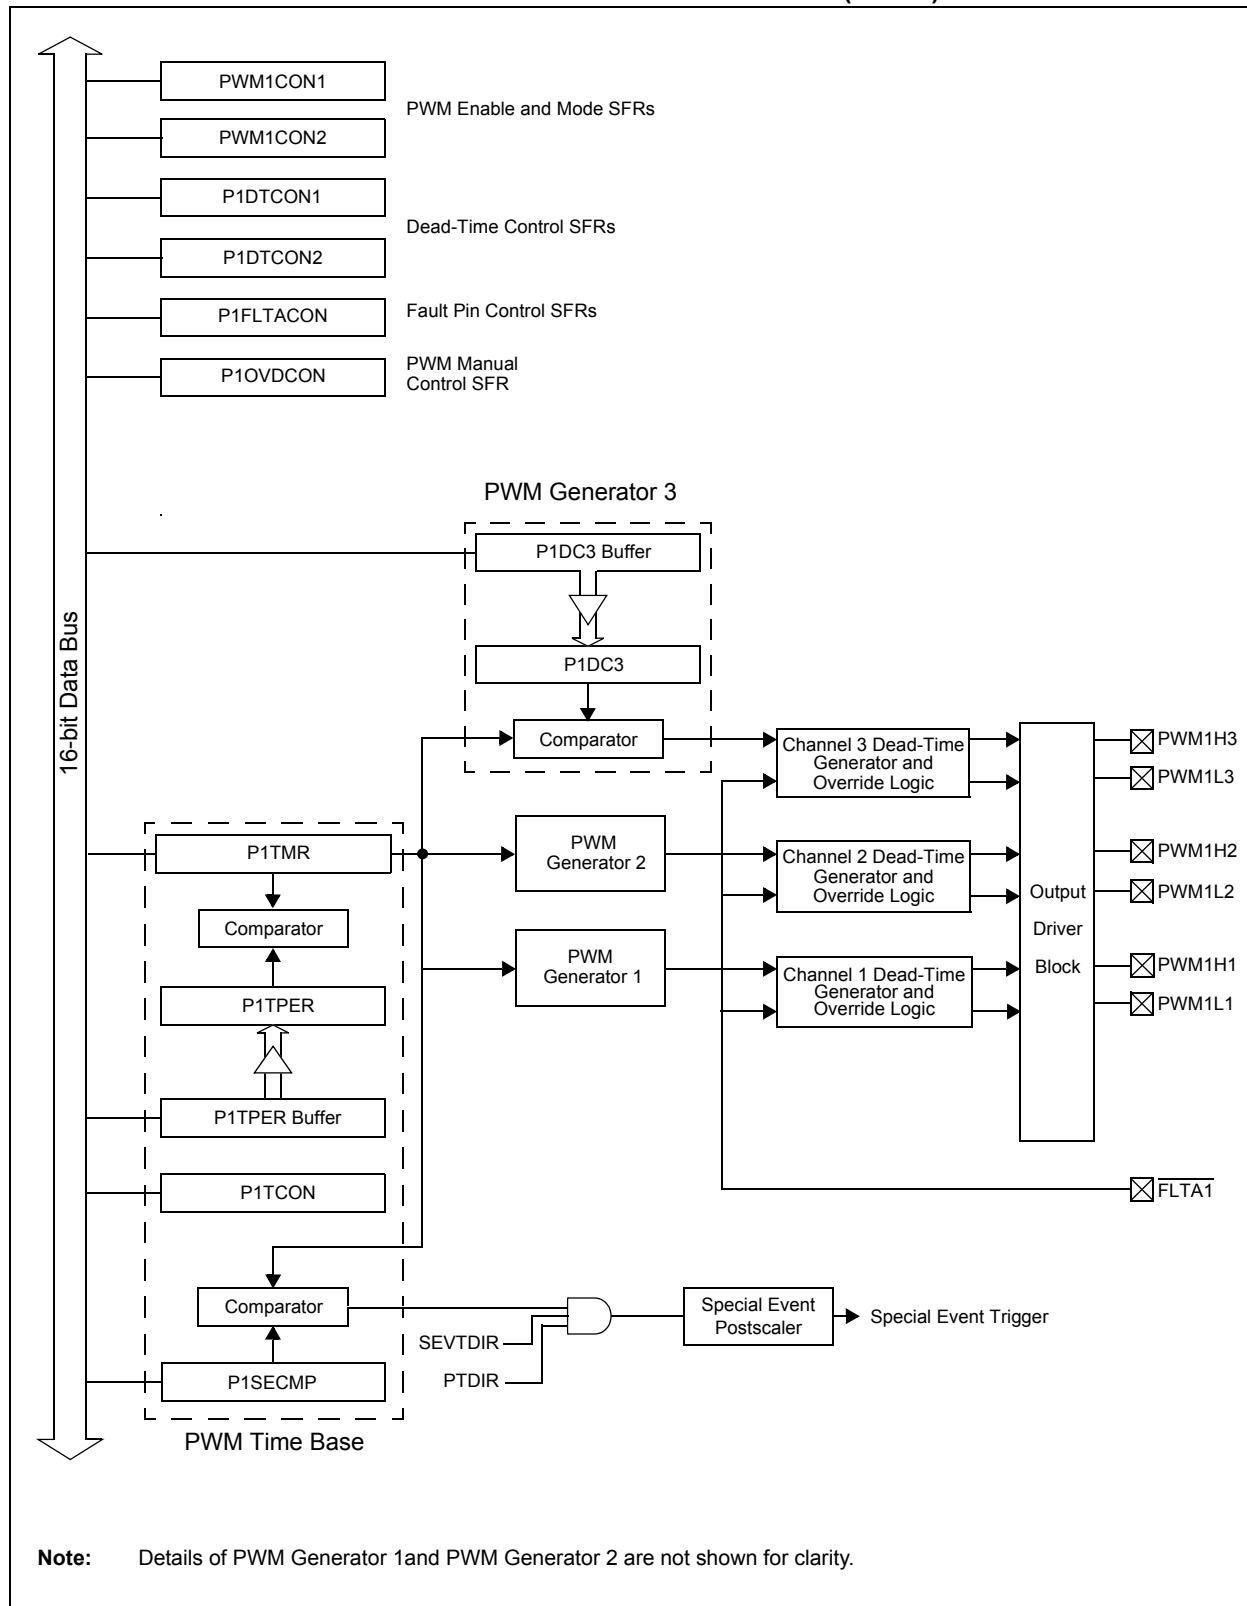 PWM1CON1
PWM Enable and Mode SFRs
PWM1CON2
P1DTCON1
Dead-Time Control SFRs
P1DTCON2
P1FLTACON
Fault Pin Control SFRs
P1OVDCON
PWM Manual
Control SFR
16-bit Data Bus
PWM Generator 3
P1DC3 Buffer
P1DC3
Comparator
Channel 3 Dead-Time
Generator and
Override Logic
PWM1H3
PWM1L3
P1TMR
Comparator
P1TPER
P1TPER Buffer
P1TCON
Comparator
P1SECMP
PWM Time Base
PWM
Generator 2
Channel 2 Dead-Time
Generator and
Override Logic
PWM1H2
PWM1L2
PWM
Generator 1
Channel 1 Dead-Time
Generator and
Override Logic
Output
Driver
Block
PWM1H1
PWM1L1
FLTA1
SEVTDIR
PTDIR
Special Event
Postscaler
Special Event Trigger
Note: Details of PWM Generator 1and PWM Generator 2 are not shown for clarity.